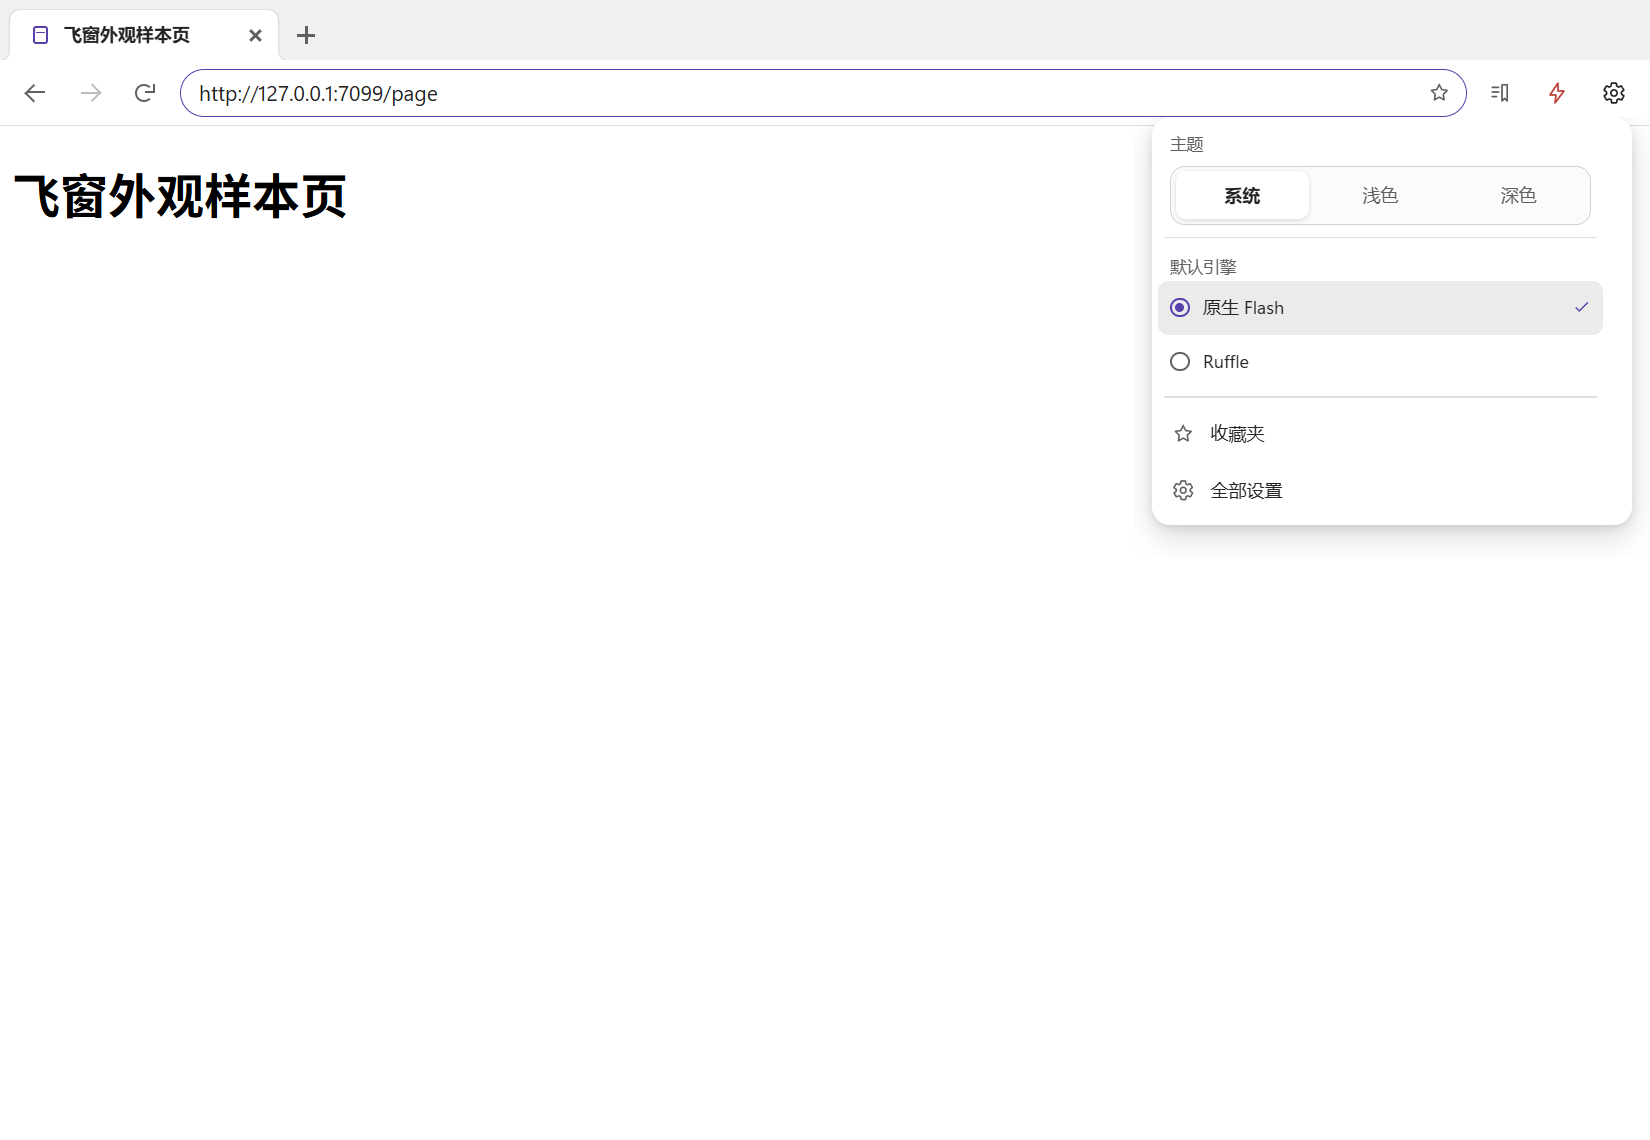 飞窗外观样本页
http://127.0.0.1:7099/page
飞窗外观样本页
主题
系统 浅色 深色
默认引擎
原生 Flash
Ruffle
收藏夹
全部设置